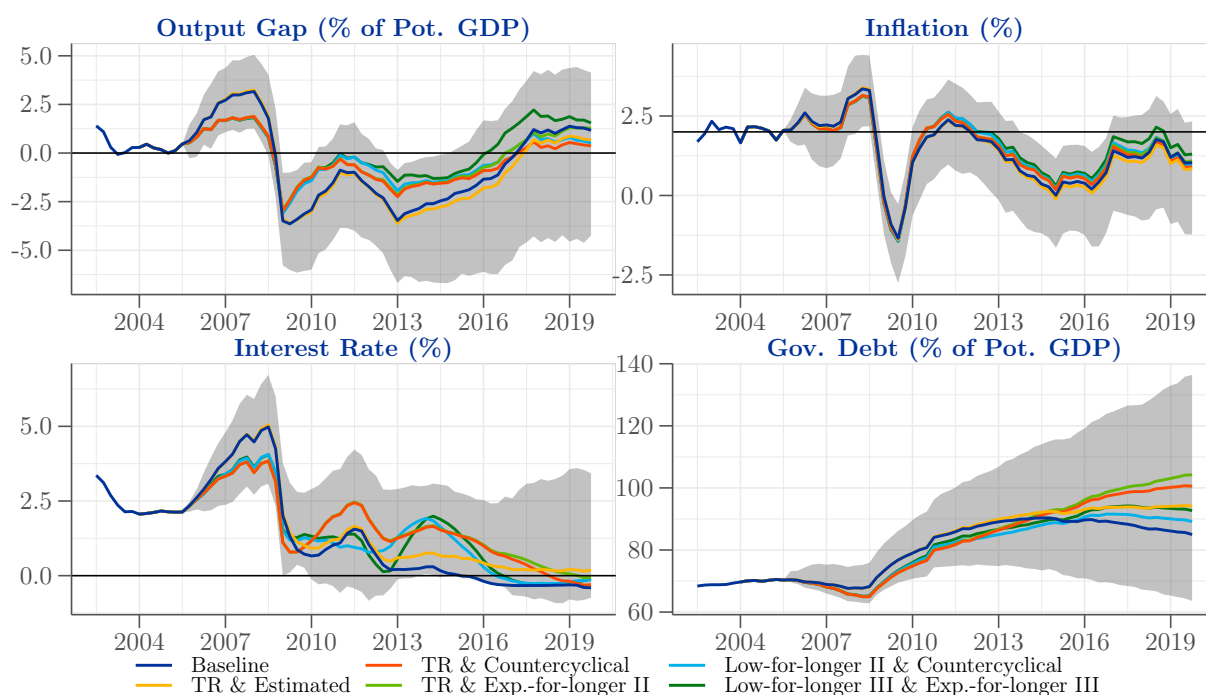 Output Gap (% of Pot. GDP)
5.0
2.5
0.0
-2.5
-5.0
2004 2007 2010 2013 2016 2019
Inflation (%)
2.5
0.0
-2.5
2004 2007 2010 2013 2016 2019
Interest Rate (%)
5.0
2.5
0.0
2004 2007 2010 2013 2016 2019
Gov. Debt (% of Pot. GDP)
140
120
100
80
60
2004 2007 2010 2013 2016 2019
Baseline TR & Countercyclical Low-for-longer II & Countercyclical
TR & Estimated TR & Exp.-for-longer II Low-for-longer III & Exp.-for-longer III